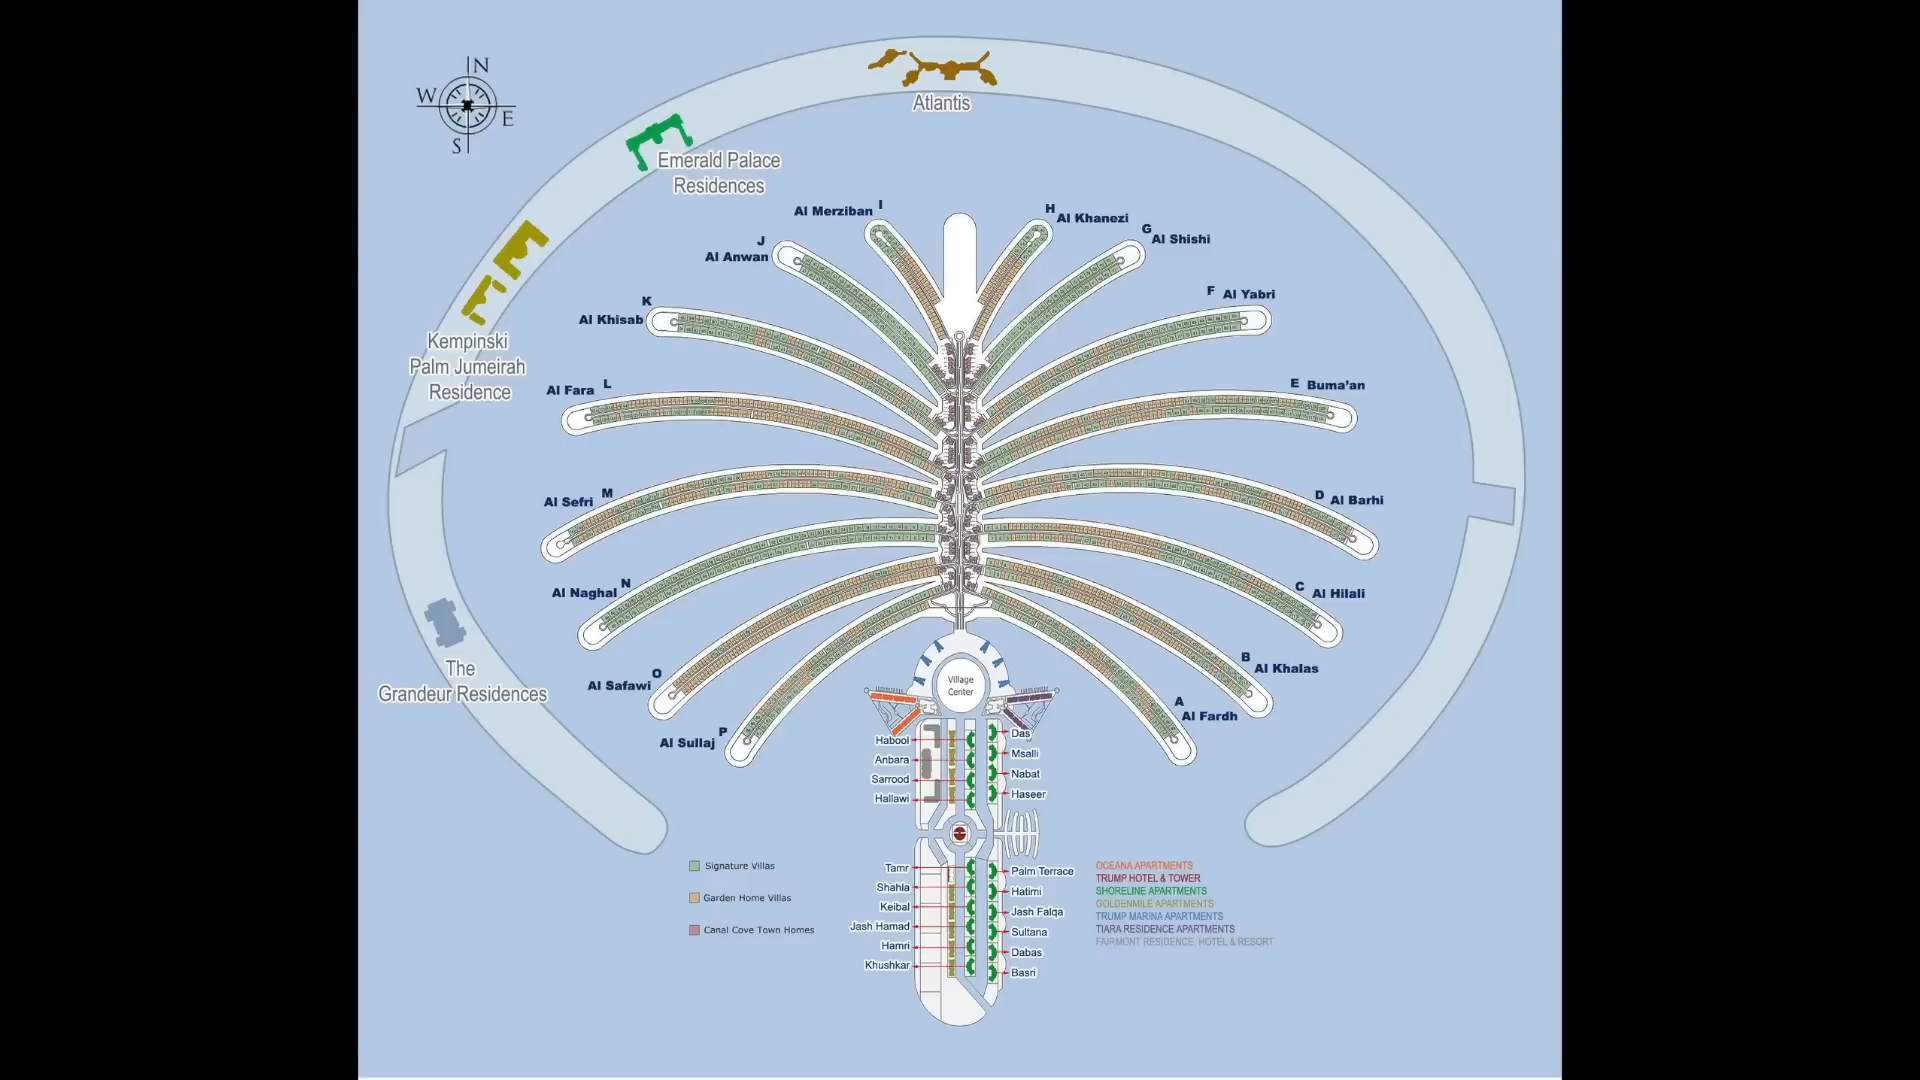 N
W
E
S
Atlantis
Emerald Palace
Residences
Kempinski
Palm Jumeirah
Residence
The
Grandeur Residences
I
Al Merziban
H
Al Khanezi
J
Al Anwan
G
Al Shishi
K
Al Khisab
F Al Yabri
Al Fara L
E Buma'an
Al Sefri M
D Al Barhi
N
Al Naghal
C
Al Hilali
O
Al Safawi
B
Al Khalas
P
Al Sullaj
A
Al Fardh
Village
Center
Habool
Anbara
Sarrood
Hallawi
Das
Msalli
Nabat
Haseer
Tamr
Shahla
Keibal
Jash Hamad
Hamri
Khushkar
Palm Terrace
Hatimi
Jash Falqa
Sultana
Dabas
Basri
Signature Villas
Garden Home Villas
Canal Cove Town Homes
OCEANA APARTMENTS
TRUMP HOTEL & TOWER
SHORELINE APARTMENTS
GOLDENMILE APARTMENTS
TRUMP MARINA APARTMENTS
TIARA RESIDENCE APARTMENTS
FAIRMONT RESIDENCE, HOTEL & RESORT